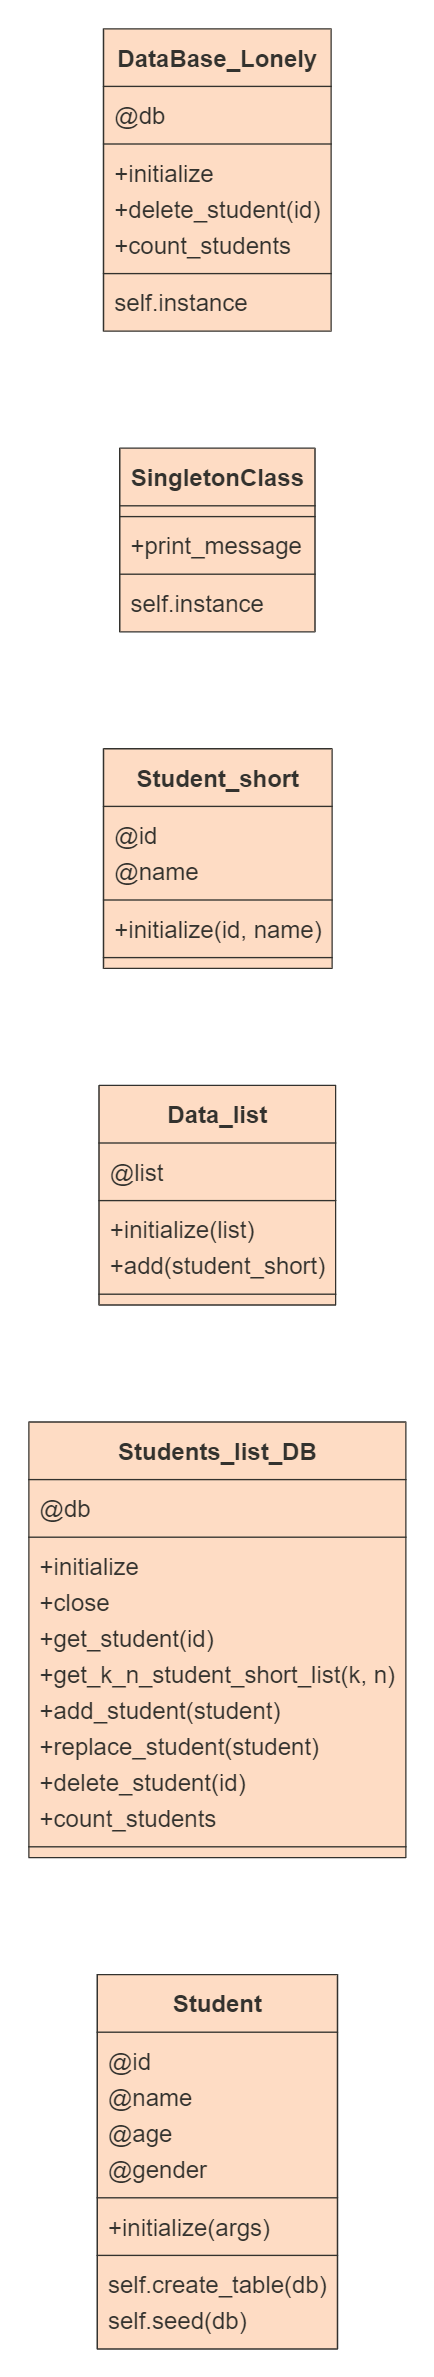 DataBase_Lonely
@db
+initialize
+delete_student(id)
+count_students
self.instance
SingletonClass
+print_message
self.instance
Student_short
@id
@name
+initialize(id, name)
Data_list
@list
+initialize(list)
+add(student_short)
Students_list_DB
@db
+initialize
+close
+get_student(id)
+get_k_n_student_short_list(k, n)
+add_student(student)
+replace_student(student)
+delete_student(id)
+count_students
Student
@id
@name
@age
@gender
+initialize(args)
self.create_table(db)
self.seed(db)